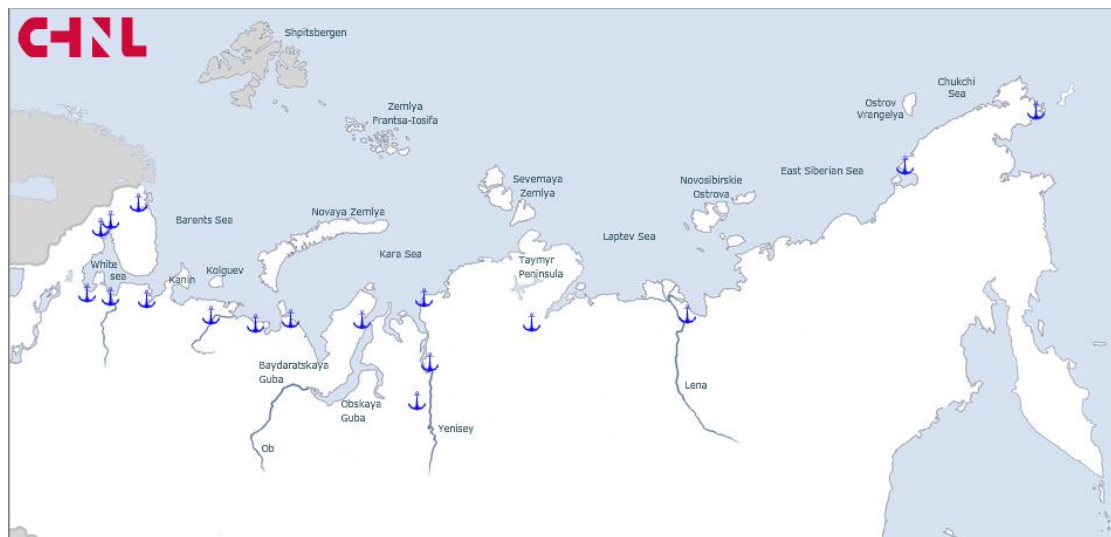 CHNL
Shpitsbergen
Chukchi
Sea
Ostrov
Vrangelya
Zemlya
Frantsa-Iosifa
East Siberian Sea
Severnaya
Zemlya
Novosibirskie
Ostrova
Barents Sea
Novaya Zemlya
Laptev Sea
Kara Sea
Taymyr
Peninsula
White
sea
Kanin
Kolguev
Baydaratskaya
Guba
Obskaya
Guba
Lena
Yenisey
Ob